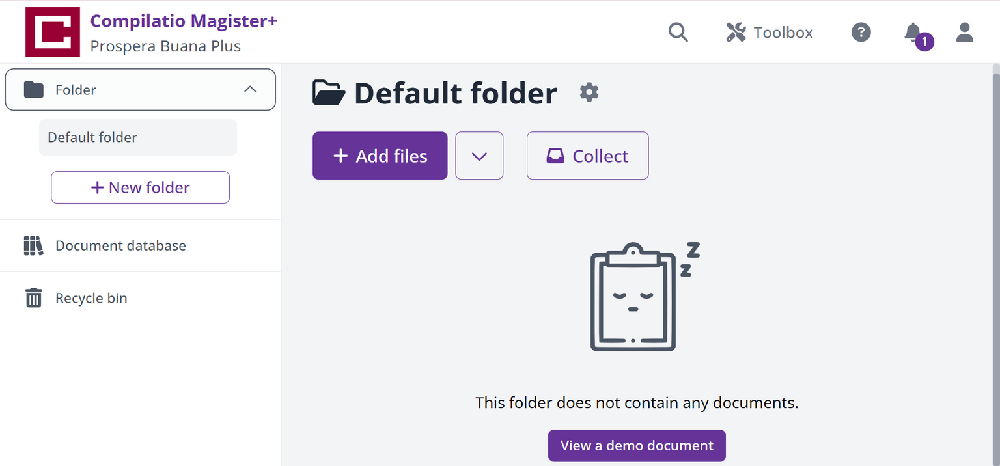 Compilatio Magister+
Prospera Buana Plus
Toolbox
1
Folder
Default folder
+ New folder
Document database
Recycle bin
Default folder
+ Add files
Collect
z
z
This folder does not contain any documents.
View a demo document